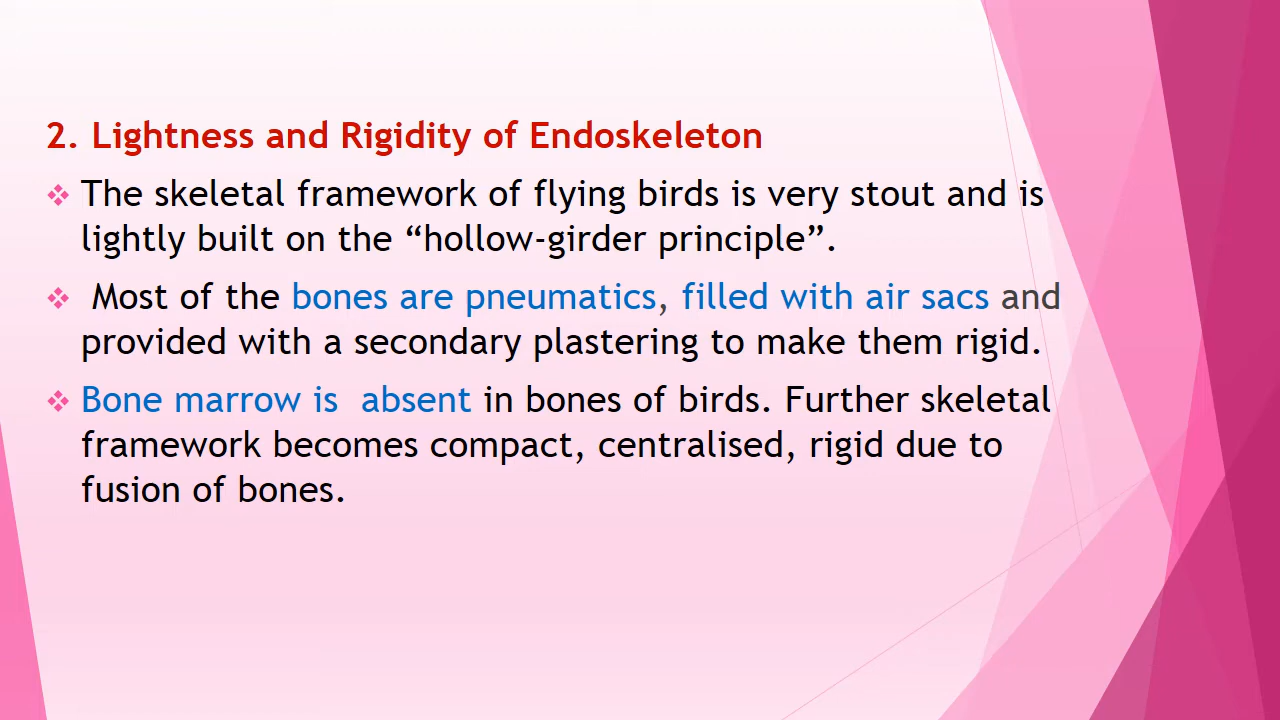 2. Lightness and Rigidity of Endoskeleton
❖ The skeletal framework of flying birds is very stout and is
lightly built on the “hollow-girder principle”.
❖ Most of the bones are pneumatics, filled with air sacs and
provided with a secondary plastering to make them rigid.
❖ Bone marrow is  absent in bones of birds. Further skeletal
framework becomes compact, centralised, rigid due to
fusion of bones.